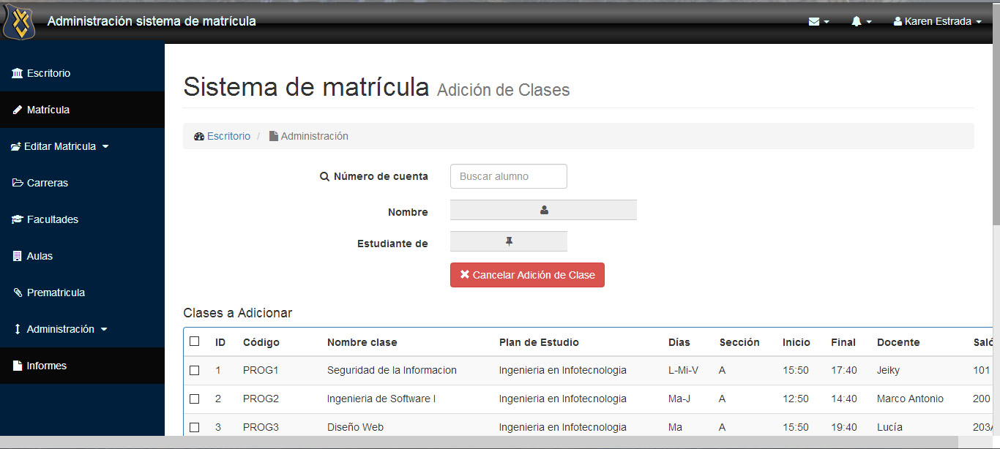 Administración sistema de matrícula
Karen Estrada
Escritorio
Matrícula
Editar Matricula
Carreras
Facultades
Aulas
Prematricula
Administración
Informes
Sistema de matrícula Adición de Clases
Escritorio / Administración
Número de cuenta Buscar alumno
Nombre
Estudiante de
Cancelar Adición de Clase
Clases a Adicionar
ID Código Nombre clase Plan de Estudio Días Sección Inicio Final Docente
1 PROG1 Seguridad de la Informacion Ingenieria en Infotecnologia L-Mi-V A 15:50 17:40 Jeiky 101
2 PROG2 Ingenieria de Software I Ingenieria en Infotecnologia Ma-J A 12:50 14:40 Marco Antonio 200
3 PROG3 Diseño Web Ingenieria en Infotecnologia Ma A 15:50 19:40 Lucía 203A